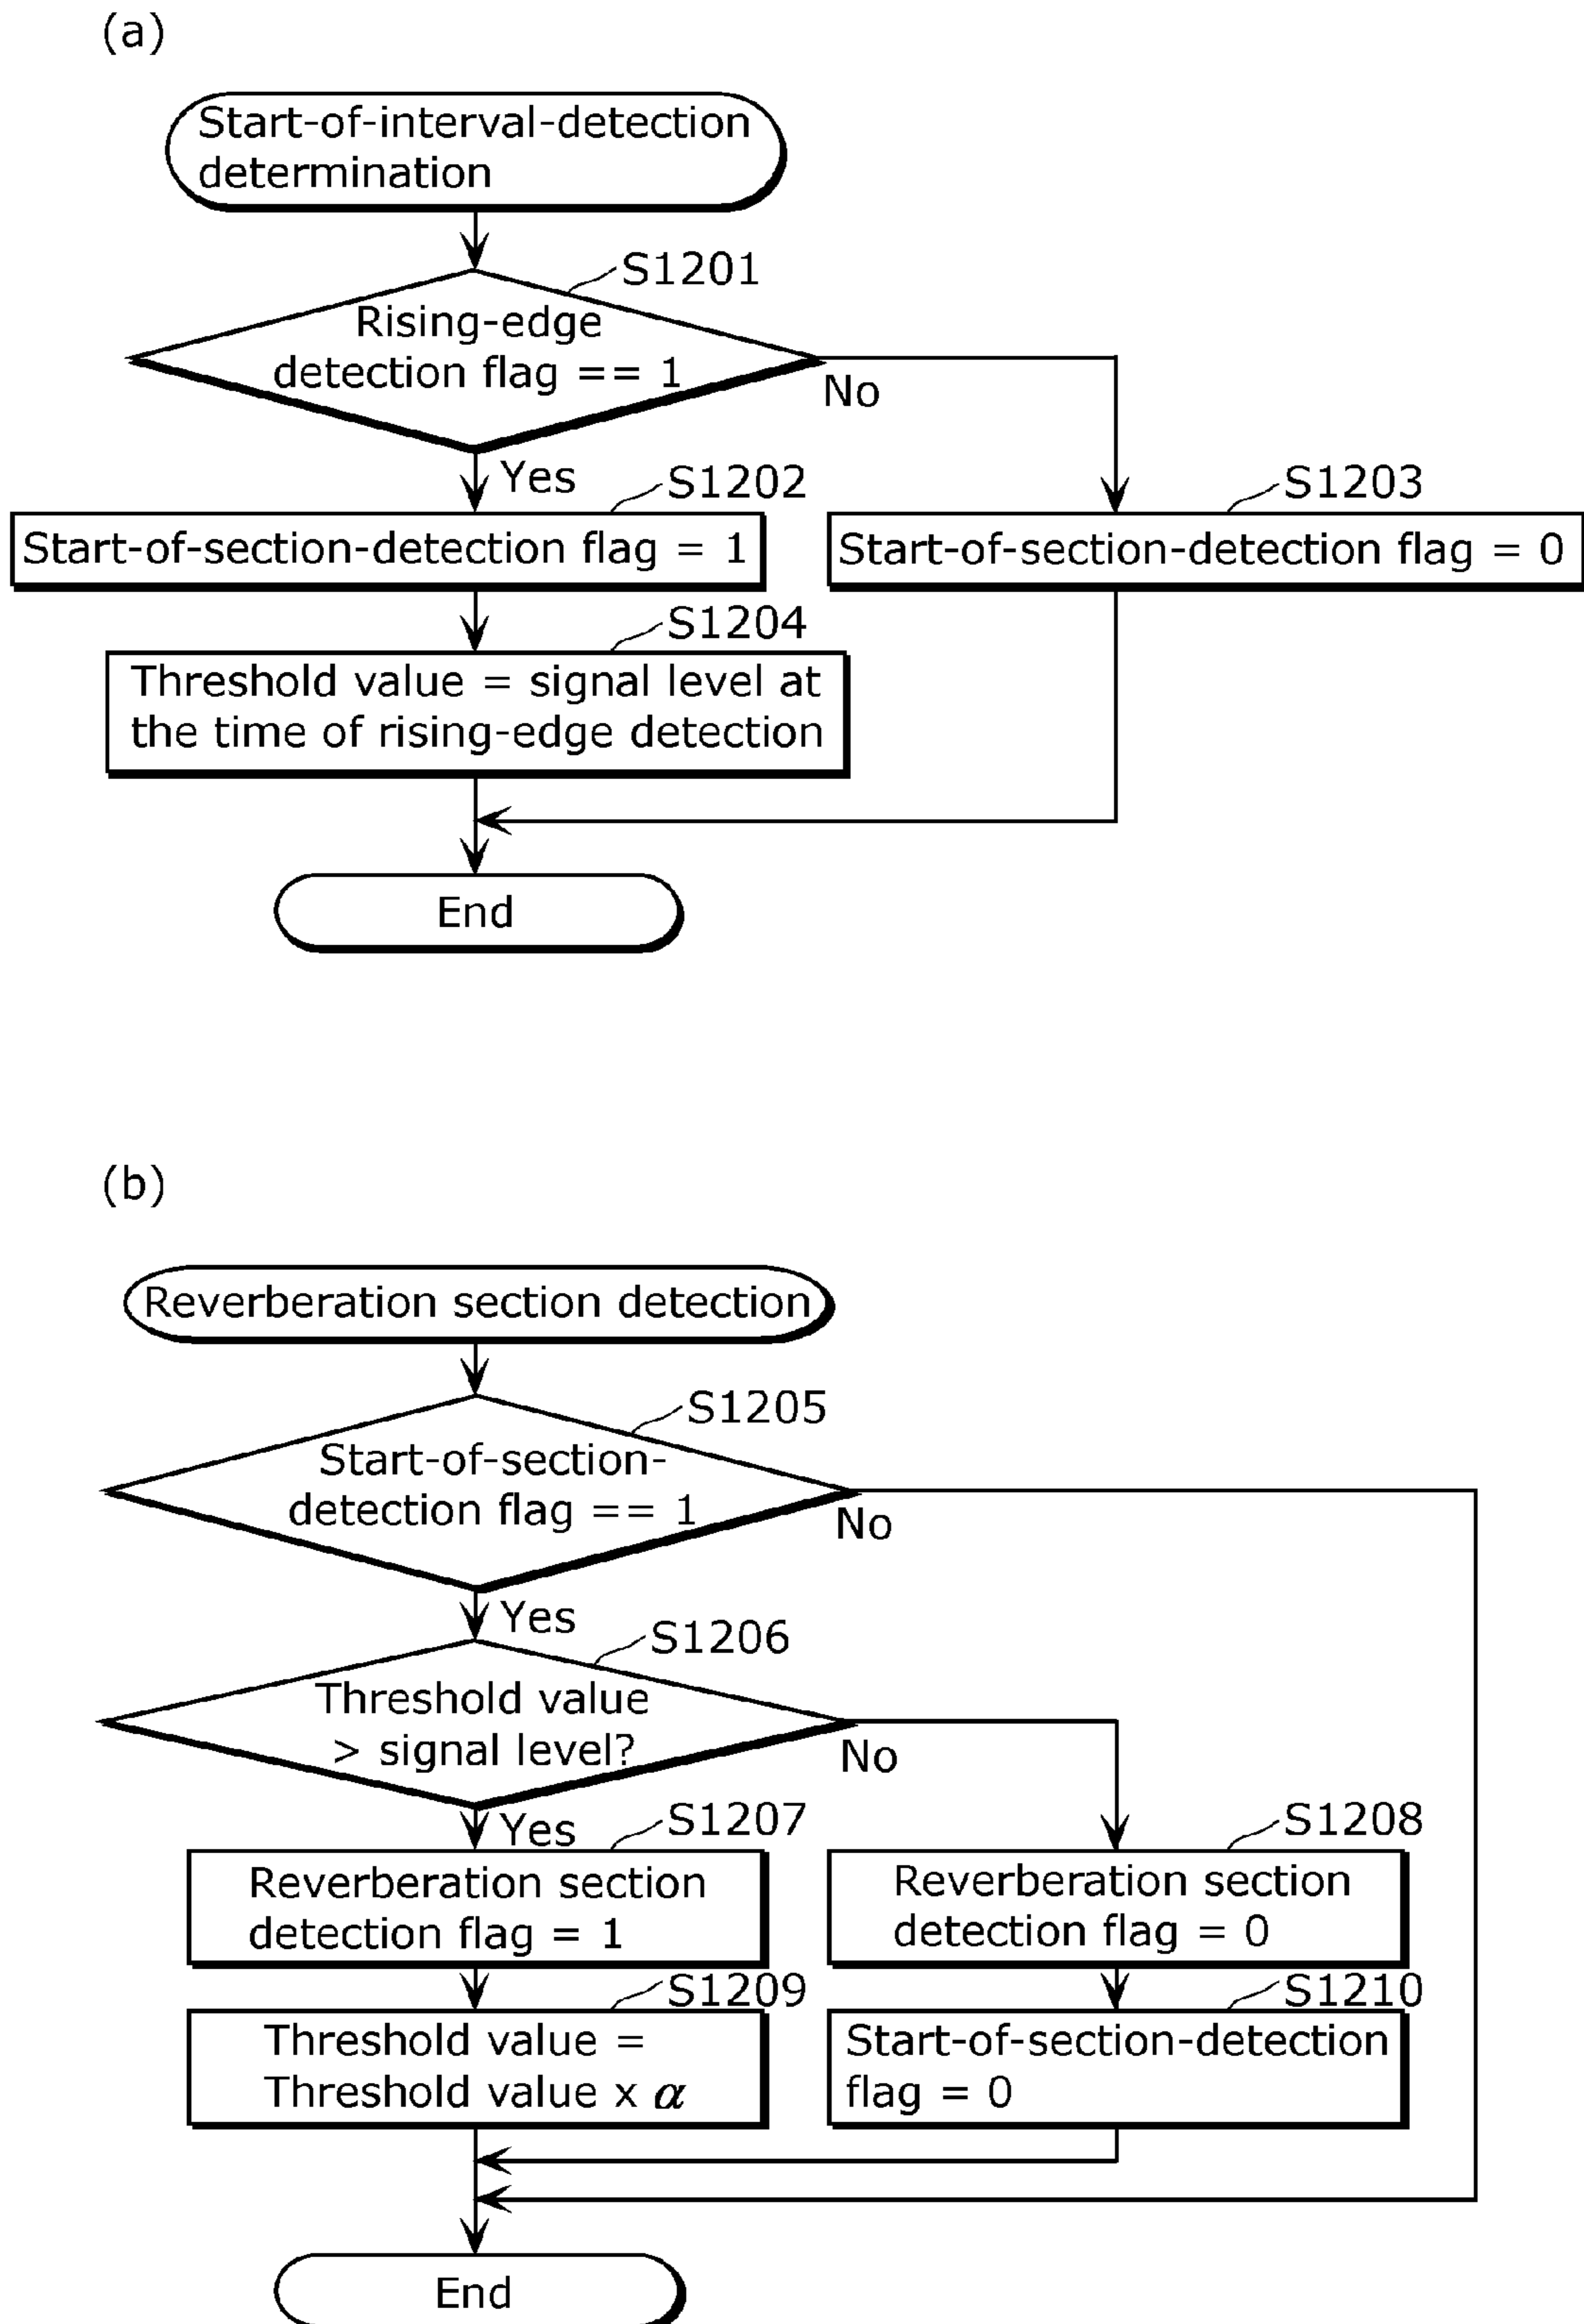 (a)
Start-of-interval-detection
determination
S1201
Rising-edge
detection flag == 1
No
Yes
S1202
S1203
Start-of-section-detection flag = 1
Start-of-section-detection flag = 0
S1204
Threshold value = signal level at
the time of rising-edge detection
End
(b)
Reverberation section detection
S1205
Start-of-section-
detection flag == 1
No
Yes
S1206
Threshold value
> signal level?
No
Yes
S1207
S1208
Reverberation section
detection flag = 1
Reverberation section
detection flag = 0
S1209
S1210
Threshold value =
Threshold value x α
Start-of-section-detection
flag = 0
End